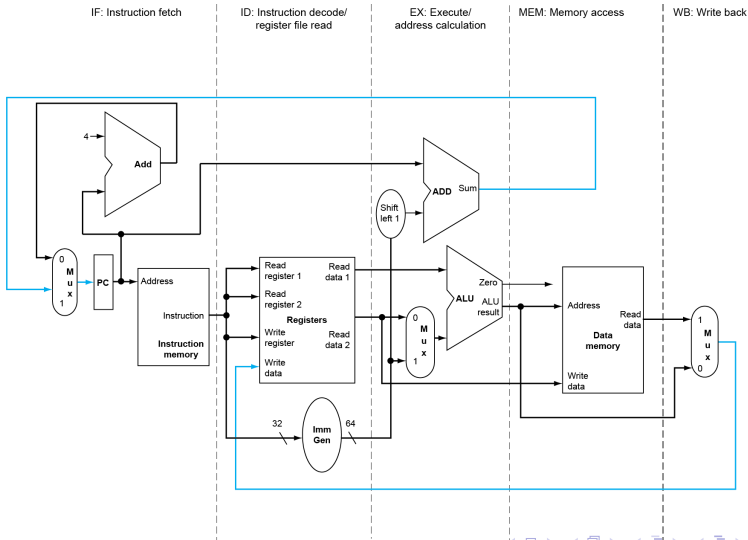 IF: Instruction fetch
ID: Instruction decode/
register file read
EX: Execute/
address calculation
MEM: Memory access
WB: Write back
4
Add
ADD
Sum
Shift
left 1
0
M
u
x
1
PC
Address
Instruction
Instruction
memory
Read
register 1
Read
register 2
Write
register
Write
data
Registers
Read
data 1
Read
data 2
0
M
u
x
1
Zero
ALU
ALU
result
Address
Write
data
Data
memory
Read
data
1
M
u
x
0
32
Imm
Gen
64